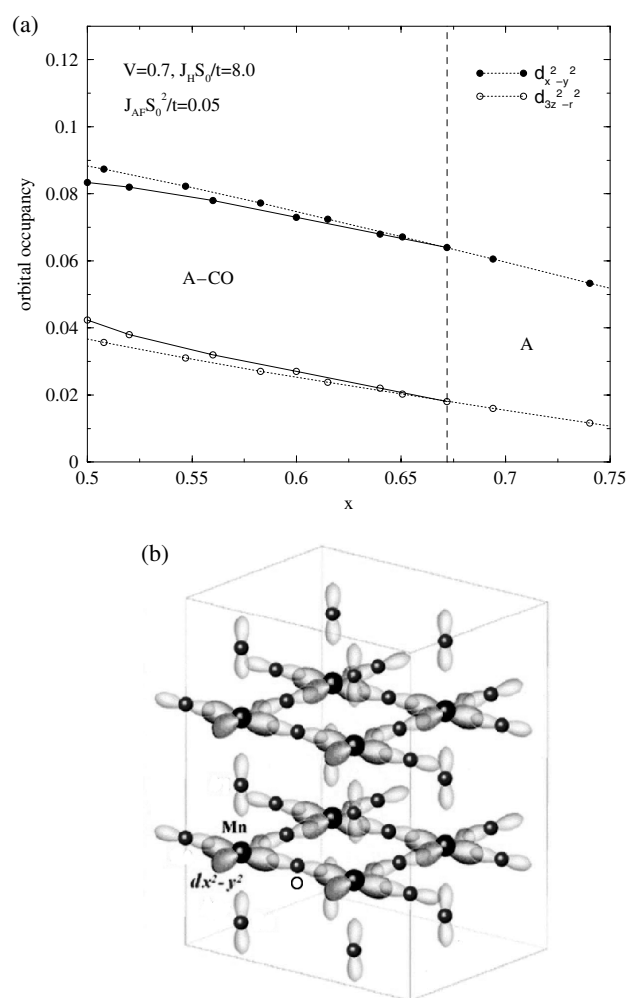 (a)
0.13
V=0.7, J_HS_0/t=8.0
J_AFS_0^2/t=0.05
d_x^2-y^2
d_3z^2-r^2
0.1
0.08
0.06
0.04
0.02
0
orbital occupancy
A–CO
A
0.5
0.55
0.6
0.65
0.7
0.75
x
(b)
Mn
dx²-y²
O